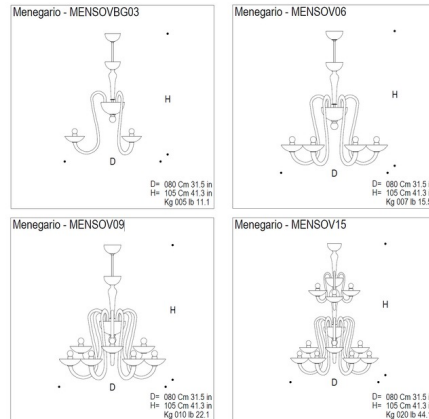 Menegario - MENSOVBG03
H
D
D= 080 Cm 31.5 in
H= 105 Cm 41.3 in
Kg 005 lb 11.1
Menegario - MENSOV06
H
D
D= 080 Cm 31.5 in
H= 105 Cm 41.3 i
Kg 007 lb 15.5
Menegario - MENSOV09
H
D
D= 080 Cm 31.5 in
H= 105 Cm 41.3 in
Kg 010 lb 22.1
Menegario - MENSOV15
H
D
D= 080 Cm 31.5 in
H= 105 Cm 41.3 i
Kg 020 lb 44.